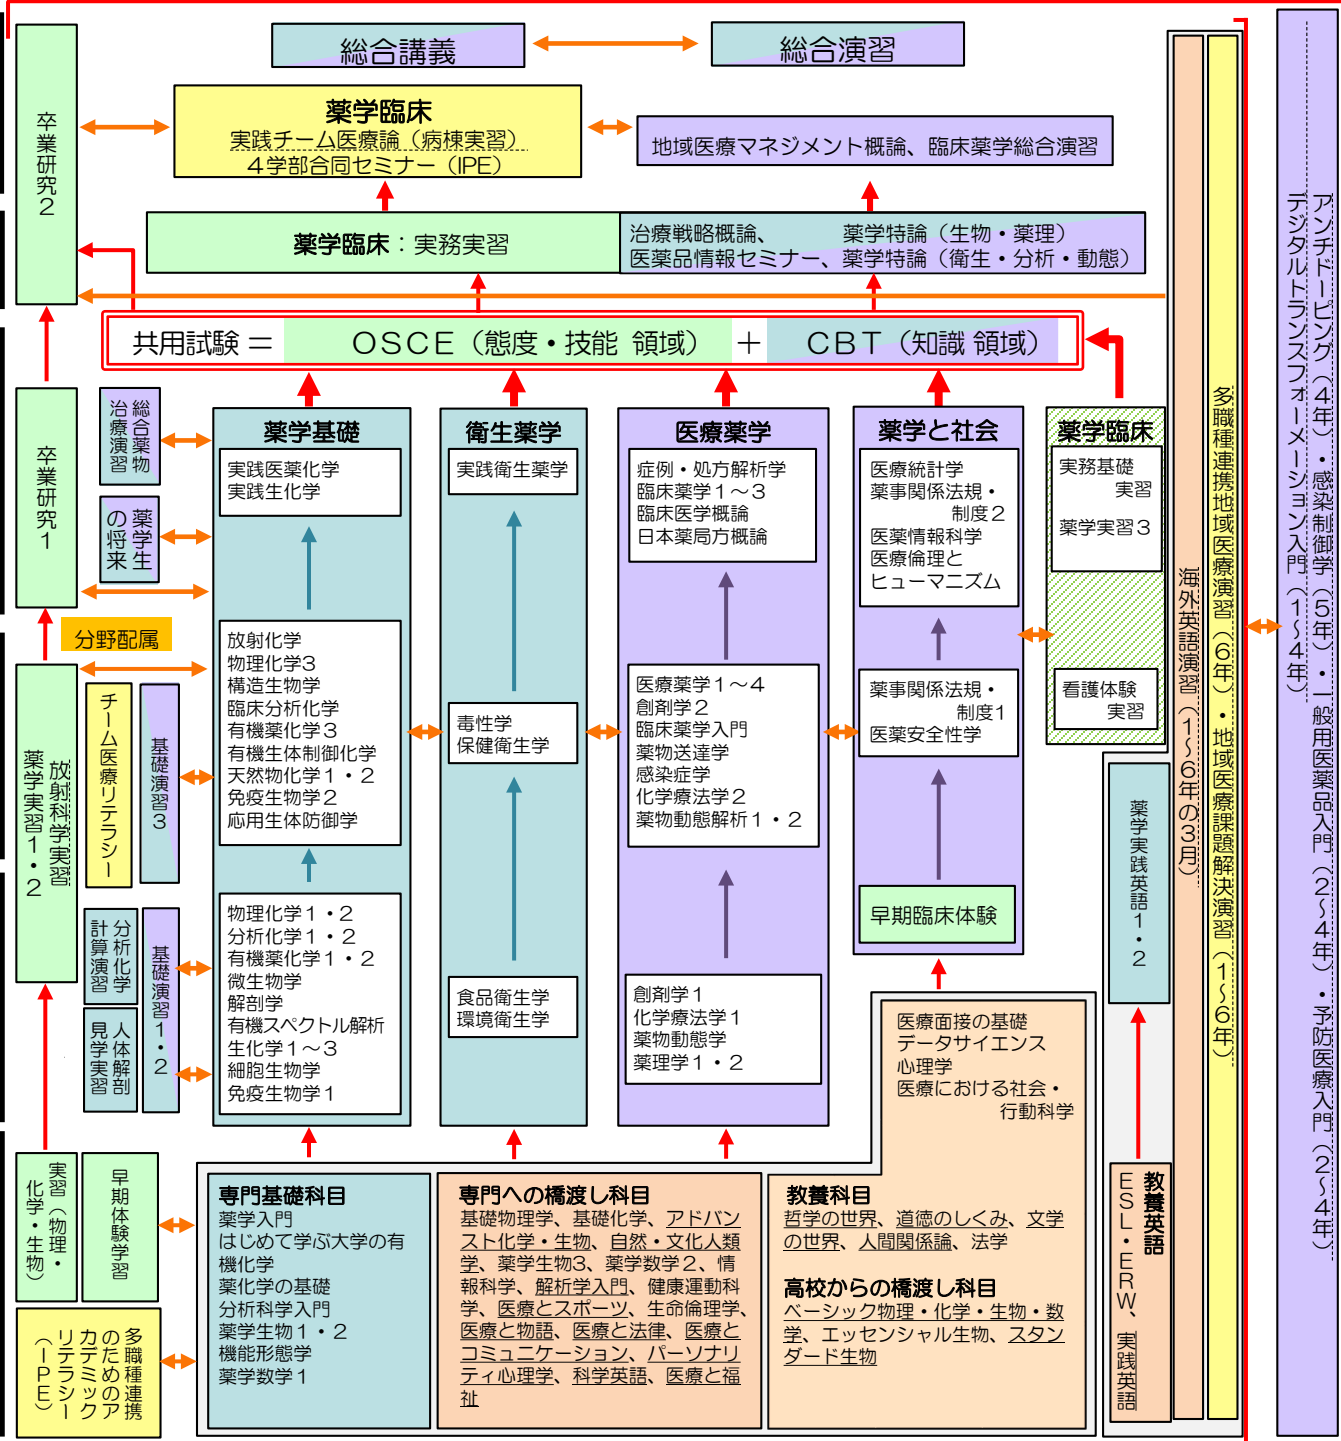 総合講義
総合演習
卒業研究２
薬学臨床
実践チーム医療論（病棟実習）
４学部合同セミナー（IPE）
地域医療マネジメント概論、臨床薬学総合演習
薬学臨床：実務実習
治療戦略概論、　薬学特論（生物・薬理）
医薬品情報セミナー、薬学特論（衛生・分析・動態）
共用試験＝　ＯＳＣＥ（態度・技能 領域）　＋　ＣＢＴ（知識 領域）
卒業研究１
総合薬物
治療演習
薬学生
の将来
分野配属
薬学基礎
実践医薬化学
実践生化学
放射化学
物理化学３
構造生物学
臨床分析化学
有機薬化学３
有機生体制御化学
天然物化学１・２
免疫生物学２
応用生体防御学
物理化学１・２
分析化学１・２
有機薬化学１・２
微生物学
解剖学
有機スペクトル解析
生化学１～３
細胞生物学
免疫生物学１
衛生薬学
実践衛生薬学
毒性学
保健衛生学
食品衛生学
環境衛生学
医療薬学
症例・処方解析学
臨床薬学１～３
臨床医学概論
日本薬局方概論
医療薬学１～４
創剤学２
臨床薬学入門
薬物送達学
感染症学
化学療法学２
薬物動態解析１・２
創剤学１
化学療法学１
薬物動態学
薬理学１・２
薬学と社会
医療統計学
薬事関係法規・
制度２
医薬情報科学
医療倫理と
ヒューマニズム
薬事関係法規・
制度１
医薬安全性学
早期臨床体験
薬学臨床
実務基礎
実習
薬学実習３
看護体験
実習
放射科学実習
薬学実習１・２
チーム医療リテラシー
基礎演習３
分析化学
計算演習
人体解剖
見学実習
基礎演習１・２
実習（物理・
化学・生物）
早期体験学習
多職種連携
のためのア
カデミック
リテラシー
（ＩＰＥ）
専門基礎科目
薬学入門
はじめて学ぶ大学の有
機化学
薬化学の基礎
分析科学入門
薬学生物１・２
機能形態学
薬学数学１
専門への橋渡し科目
基礎物理学、基礎化学、アドバン
スト化学・生物、自然・文化人類
学、薬学生物３、薬学数学２、情
報科学、解析学入門、健康運動科
学、医療とスポーツ、生命倫理学、
医療と物語、医療と法律、医療と
コミュニケーション、パーソナリ
ティ心理学、科学英語、医療と福
祉
医療面接の基礎
データサイエンス
心理学
医療における社会・
行動科学
教養科目
哲学の世界、道徳のしくみ、文学
の世界、人間関係論、法学
高校からの橋渡し科目
ベーシック物理・化学・生物・数
学、エッセンシャル生物、スタン
ダード生物
薬学実践英語１・２
教養英語
ＥＳＬ・ＥＲＷ、実践英語
海外英語演習（１～６年の３月）
多職種連携地域医療演習（６年）・地域医療課題解決演習（１～６年）
アンチドーピング（４年）・感染制御学（５年）・一般用医薬品入門（２～４年）・予防医療入門（２～４年）
デジタルトランスフォーメーション入門（１～４年）